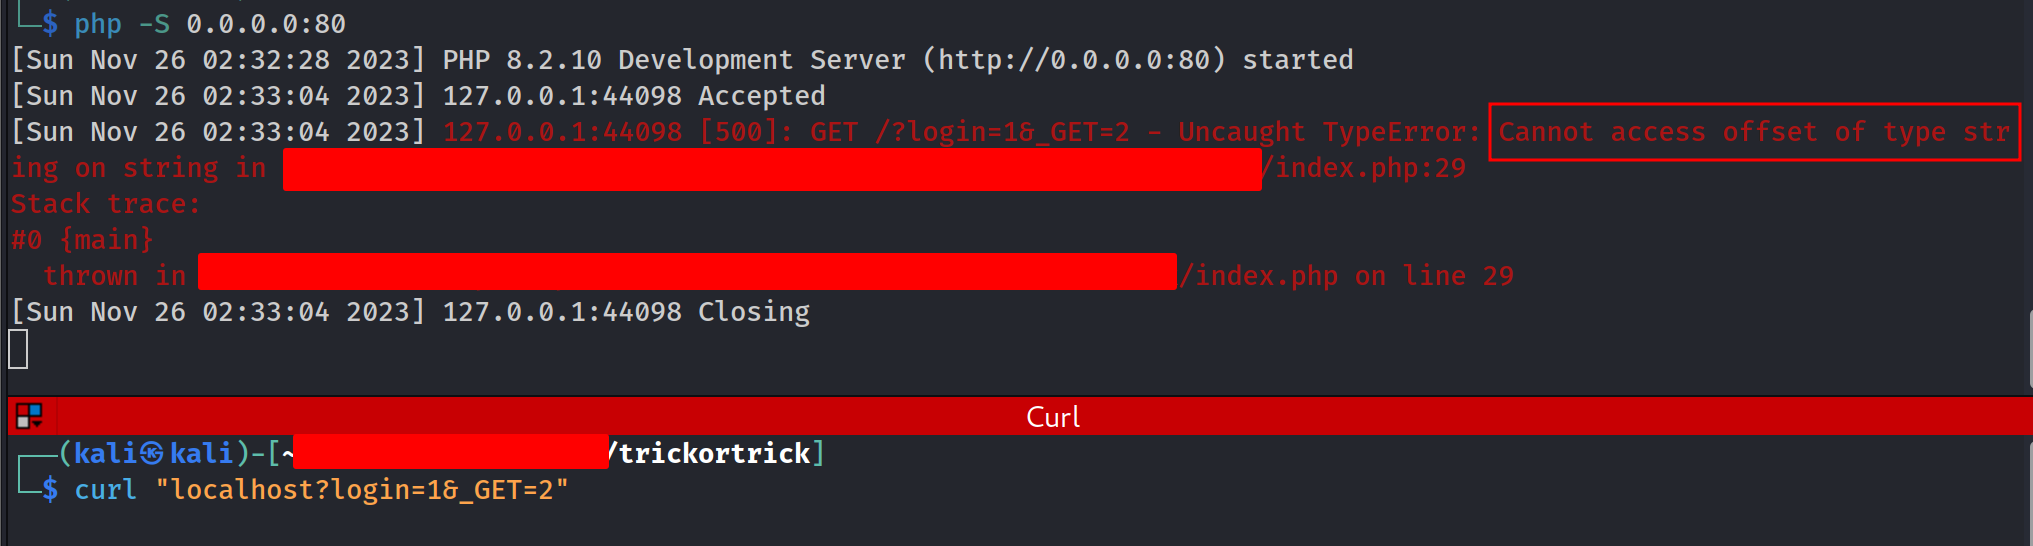 $ php -S 0.0.0.0:80
[Sun Nov 26 02:32:28 2023] PHP 8.2.10 Development Server (http://0.0.0.0:80) started
[Sun Nov 26 02:33:04 2023] 127.0.0.1:44098 Accepted
[Sun Nov 26 02:33:04 2023] 127.0.0.1:44098 [500]: GET /?login=1&_GET=2 - Uncaught TypeError: Cannot access offset of type str
ing on string in /index.php:29
Stack trace:
#0 {main}
  thrown in /index.php on line 29
[Sun Nov 26 02:33:04 2023] 127.0.0.1:44098 Closing
Curl
(kali㉿kali)-[~/trickortrick]
$ curl "localhost?login=1&_GET=2"